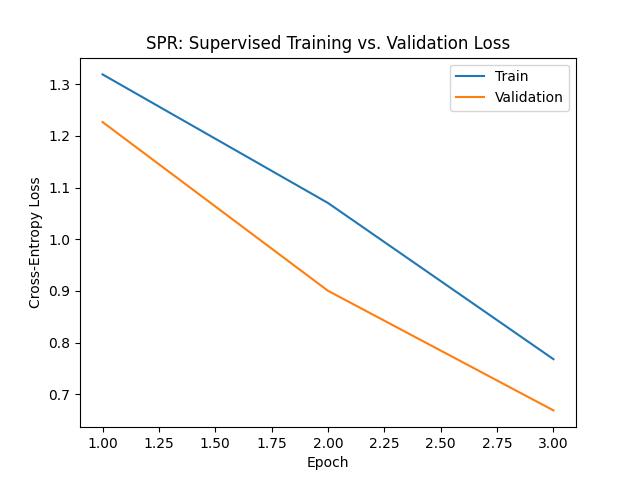 SPR: Supervised Training vs. Validation Loss
Train
Validation
Cross-Entropy Loss
1.3
1.2
1.1
1.0
0.9
0.8
0.7
1.00 1.25 1.50 1.75 2.00 2.25 2.50 2.75 3.00
Epoch